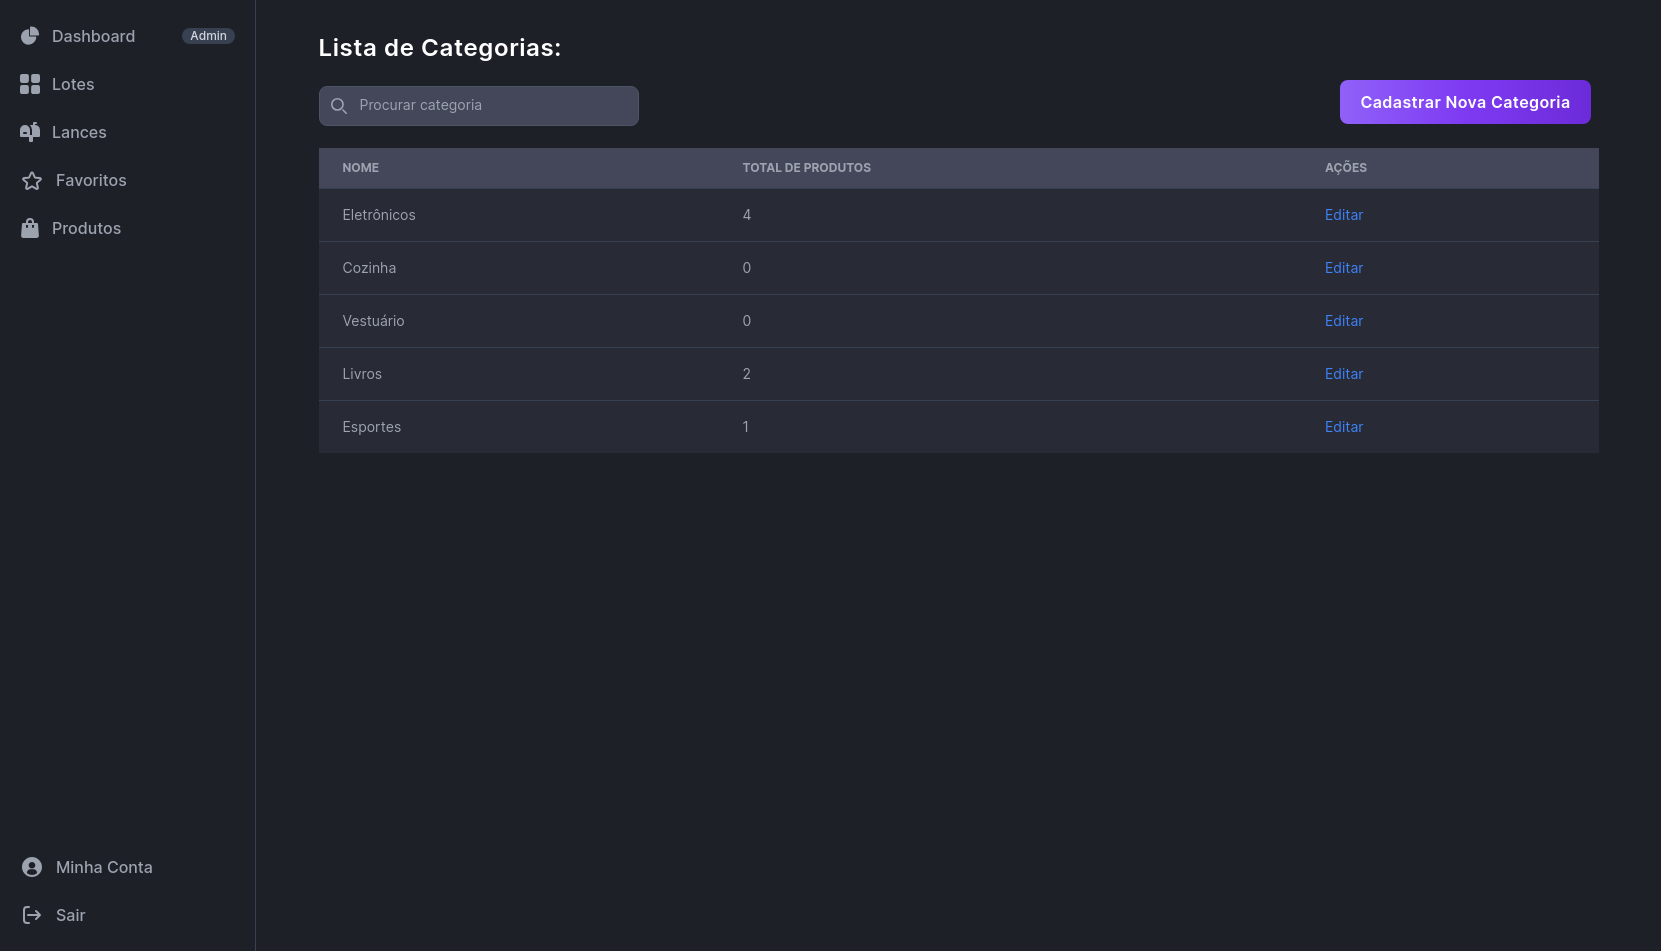 Dashboard Admin
Lotes
Lances
Favoritos
Produtos
Minha Conta
Sair
Lista de Categorias:
Procurar categoria
Cadastrar Nova Categoria
NOME TOTAL DE PRODUTOS AÇÕES
Eletrônicos 4 Editar
Cozinha 0 Editar
Vestuário 0 Editar
Livros 2 Editar
Esportes 1 Editar